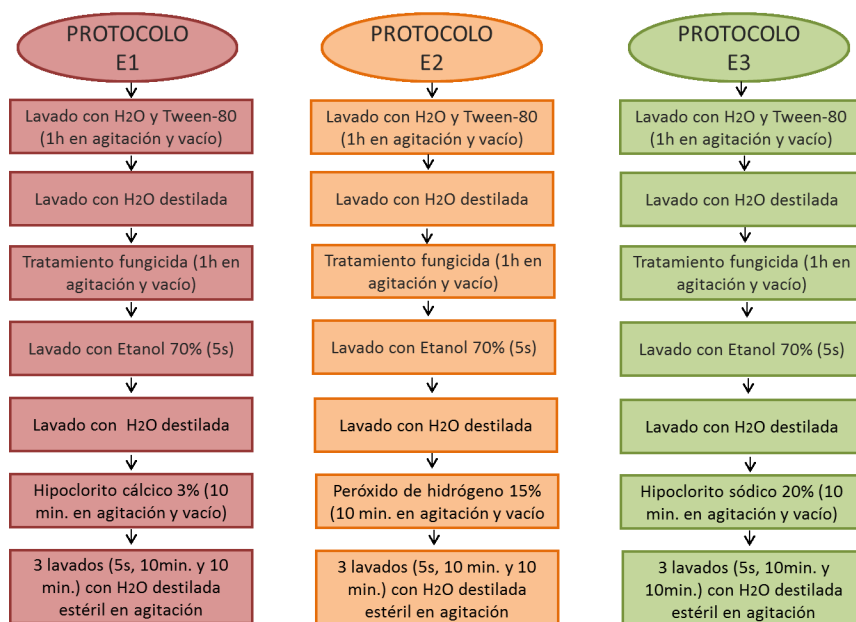 PROTOCOLO
E1
Lavado con H2O y Tween-80
(1h en agitación y vacío)
Lavado con H2O destilada
Tratamiento fungicida (1h en
agitación y vacío)
Lavado con Etanol 70% (5s)
Lavado con H2O destilada
Hipoclorito cálcico 3% (10
min. en agitación y vacío)
3 lavados (5s, 10min. y 10
min.) con H2O destilada
estéril en agitación
PROTOCOLO
E2
Lavado con H2O y Tween-80
(1h en agitación y vacío)
Lavado con H2O destilada
Tratamiento fungicida (1h en
agitación y vacío)
Lavado con Etanol 70% (5s)
Lavado con H2O destilada
Peróxido de hidrógeno 15%
(10 min. en agitación y vacío
3 lavados (5s, 10 min. y 10
min.) con H2O destilada
estéril en agitación
PROTOCOLO
E3
Lavado con H2O y Tween-80
(1h en agitación y vacío)
Lavado con H2O destilada
Tratamiento fungicida (1h en
agitación y vacío)
Lavado con Etanol 70% (5s)
Lavado con H2O destilada
Hipoclorito sódico 20% (10
min. en agitación y vacío)
3 lavados (5s, 10min. y
10min.) con H2O destilada
estéril en agitación